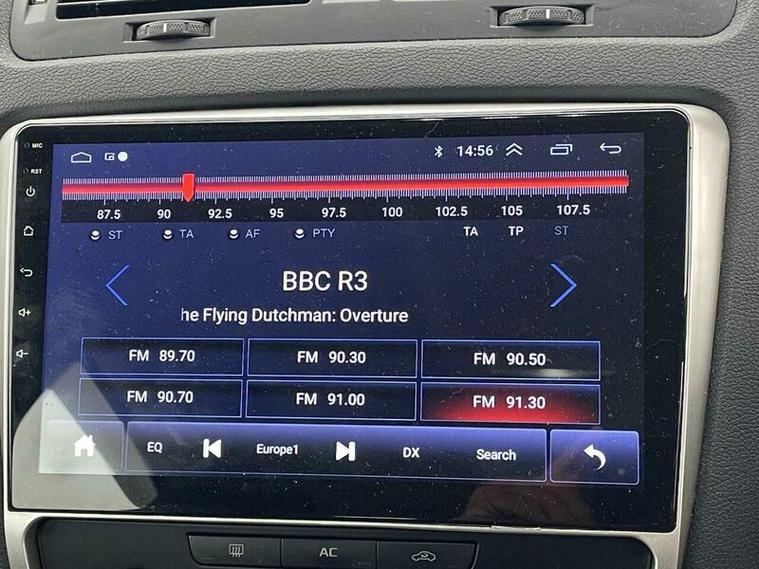 MIC
14:56
RST
87.5 90 92.5 95 97.5 100 102.5 105 107.5
ST TA AF PTY TA TP ST
BBC R3
he Flying Dutchman: Overture
FM 89.70 FM 90.30 FM 90.50
FM 90.70 FM 91.00 FM 91.30
EQ Europe1 DX Search
AC